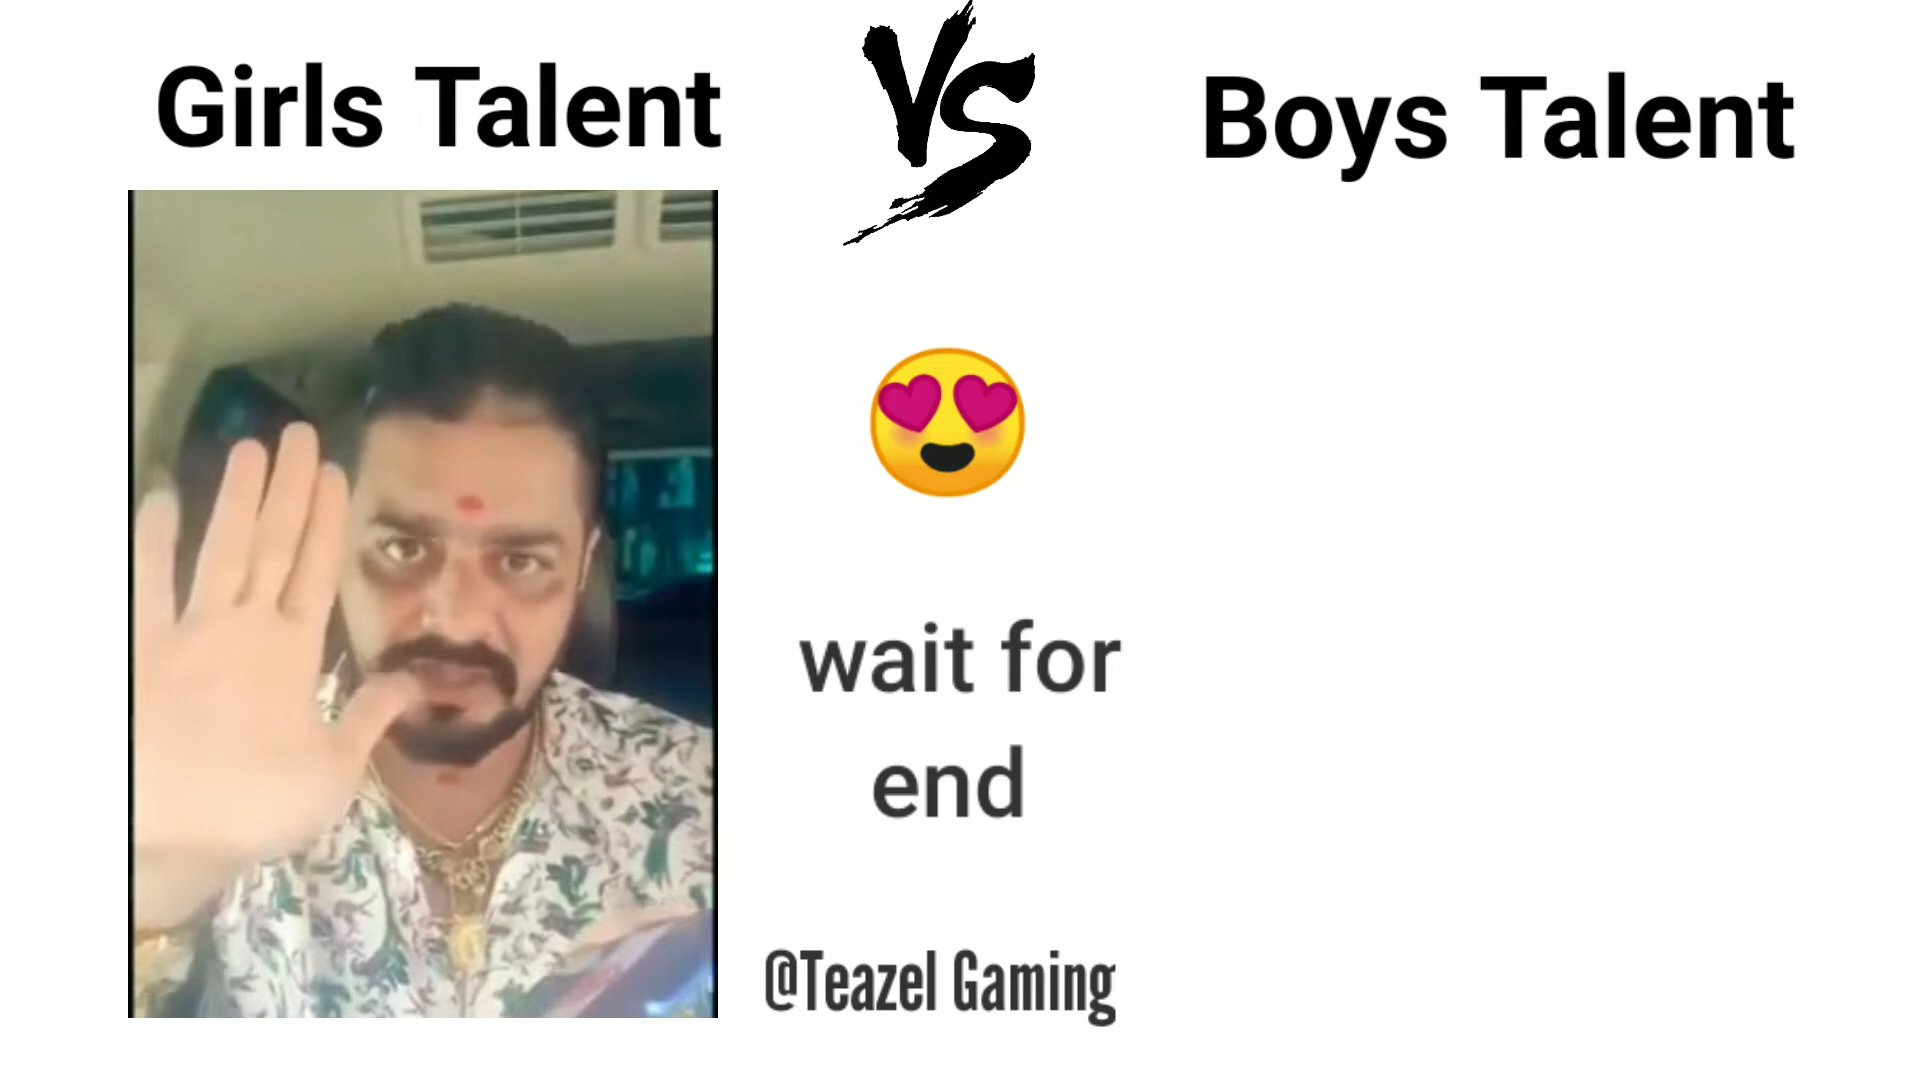 Girls Talent
VS
Boys Talent
wait for
end
@Teazel Gaming